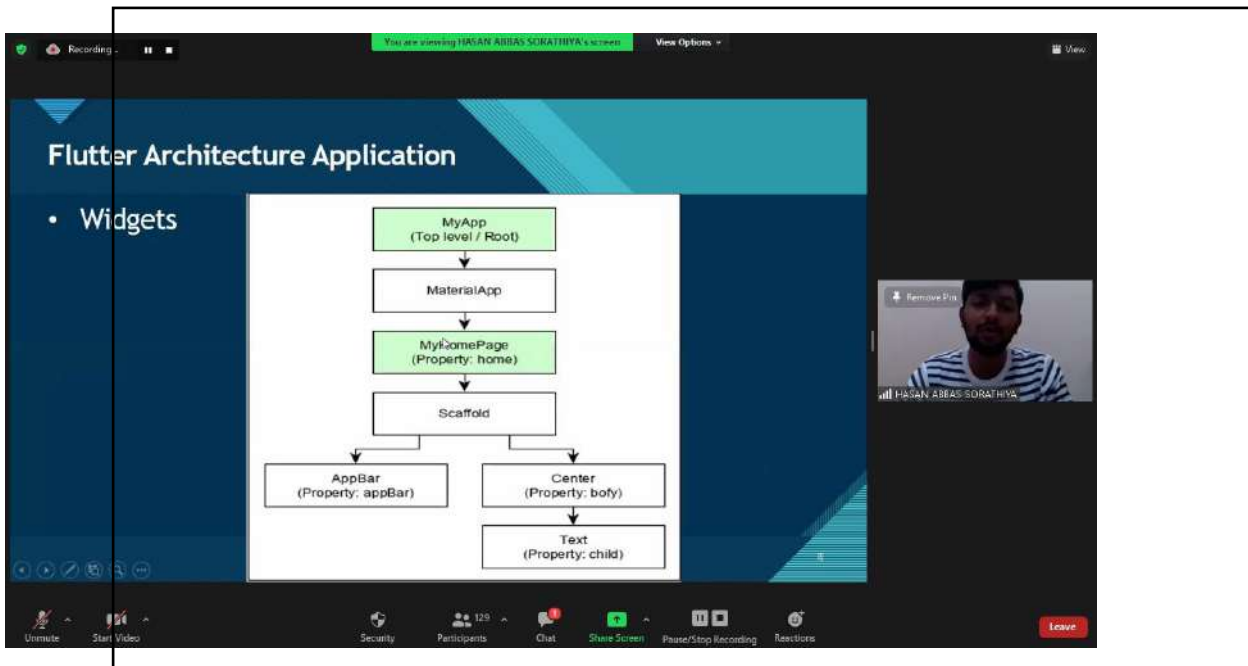 Recording...
You are viewing HASAN ABBAS SORATHIYA's screen
View Options
View
Flutter Architecture Application
• Widgets
MyApp
(Top level / Root)
MaterialApp
MyHomePage
(Property: home)
Scaffold
AppBar
(Property: appBar)
Center
(Property: bofy)
Text
(Property: child)
Remove Pin
HASAN ABBAS SORATHIYA
Unmute
Start Video
Security
Participants
129
Chat
1
Share Screen
Pause/Stop Recording
Reactions
Leave